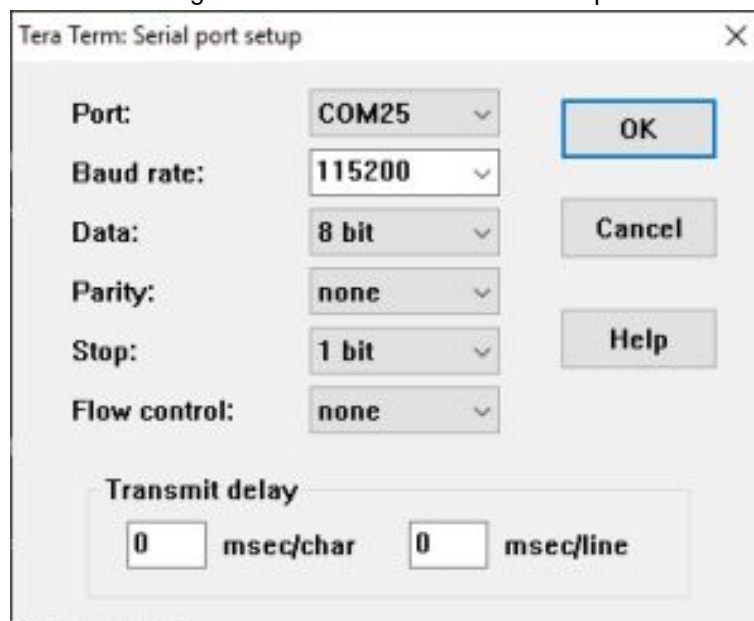 Tera Term: Serial port setup
Port: COM25 OK
Baud rate: 115200
Data: 8 bit Cancel
Parity: none
Stop: 1 bit Help
Flow control: none
Transmit delay
0 msec/char 0 msec/line